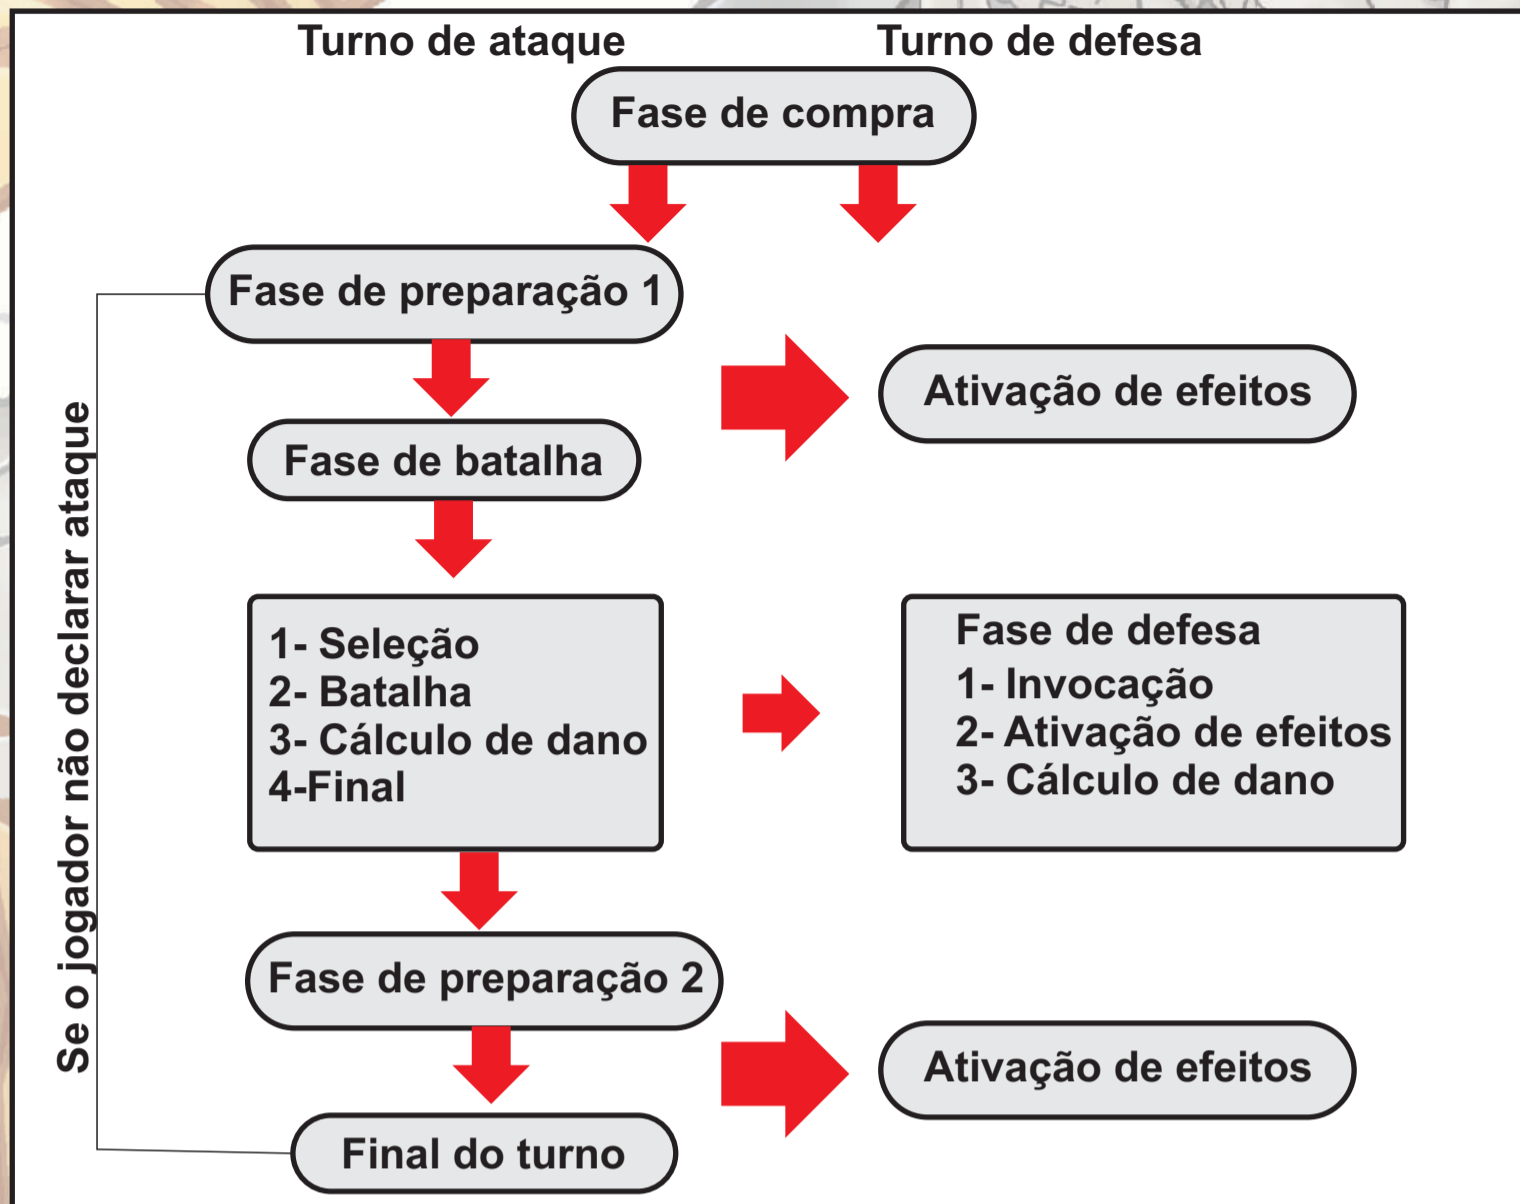 Turno de ataque
Turno de defesa
Fase de compra
Fase de preparação 1
Ativação de efeitos
Fase de batalha
1- Seleção
2- Batalha
3- Cálculo de dano
4-Final
Fase de defesa
1- Invocação
2- Ativação de efeitos
3- Cálculo de dano
Fase de preparação 2
Ativação de efeitos
Final do turno
Se o jogador não declarar ataque